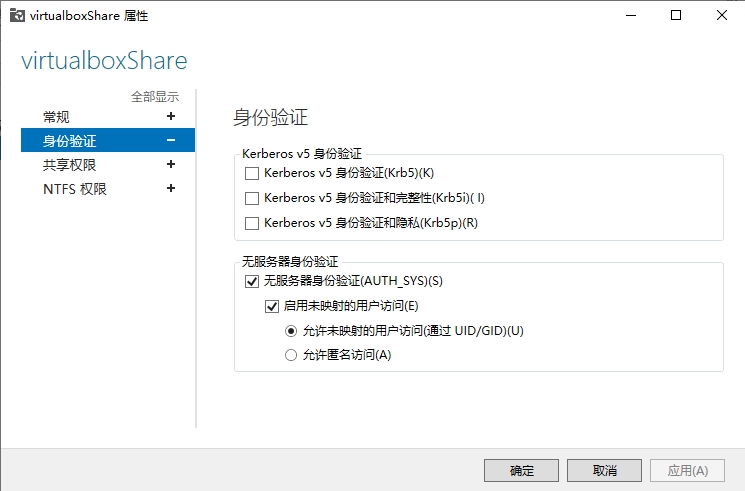 virtualboxShare 属性
virtualboxShare
全部显示
常规
身份验证
共享权限
NTFS 权限
身份验证
Kerberos v5 身份验证
Kerberos v5 身份验证(Krb5)(K)
Kerberos v5 身份验证和完整性(Krb5i)( I)
Kerberos v5 身份验证和隐私(Krb5p)(R)
无服务器身份验证
无服务器身份验证(AUTH_SYS)(S)
启用未映射的用户访问(E)
允许未映射的用户访问(通过 UID/GID)(U)
允许匿名访问(A)
确定
取消
应用(A)